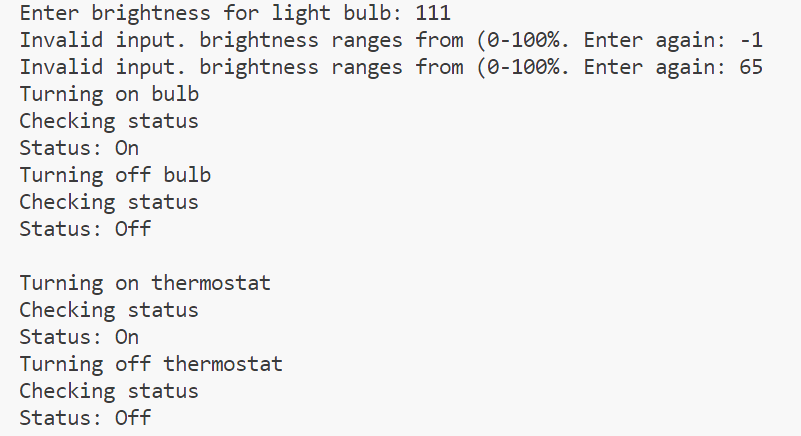 Enter brightness for light bulb: 111
Invalid input. brightness ranges from (0-100%. Enter again: -1
Invalid input. brightness ranges from (0-100%. Enter again: 65
Turning on bulb
Checking status
Status: On
Turning off bulb
Checking status
Status: Off

Turning on thermostat
Checking status
Status: On
Turning off thermostat
Checking status
Status: Off